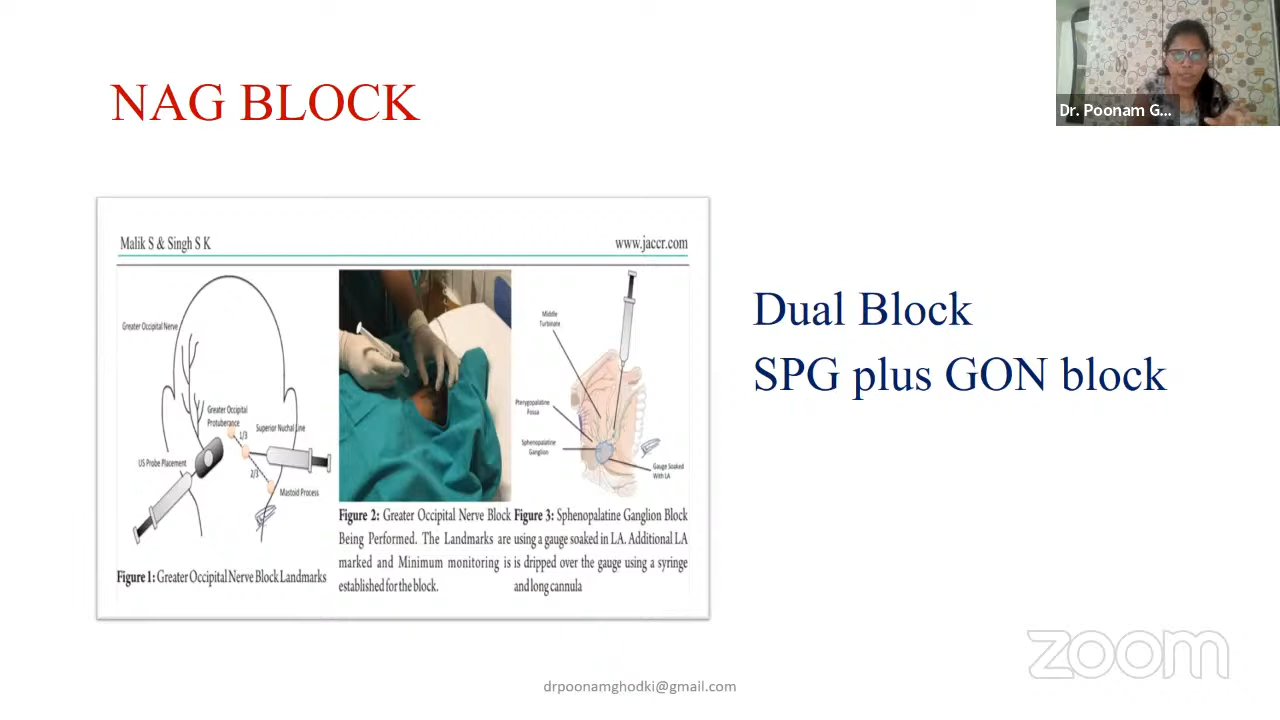 NAG BLOCK
Dr. Poonam G...
Malik S & Singh S K
www.jaccr.com
Greater Occipital Nerve
Greater Occipital
Protuberance
1/3
Superior Nuchal Line
US Probe Placement
2/3
Mastoid Process
Figure 1: Greater Occipital Nerve Block Landmarks
Figure 2: Greater Occipital Nerve Block
Being Performed. The Landmarks are
marked and Minimum monitoring is
established for the block.
Middle
Turbinate
Pterygopalatine
Fossa
Sphenopalatine
Ganglion
Gauge Soaked
With LA
Figure 3: Sphenopalatine Ganglion Block
using a gauge soaked in LA. Additional LA
is dripped over the gauge using a syringe
and long cannula
Dual Block
SPG plus GON block
zoom
drpoonamghodki@gmail.com